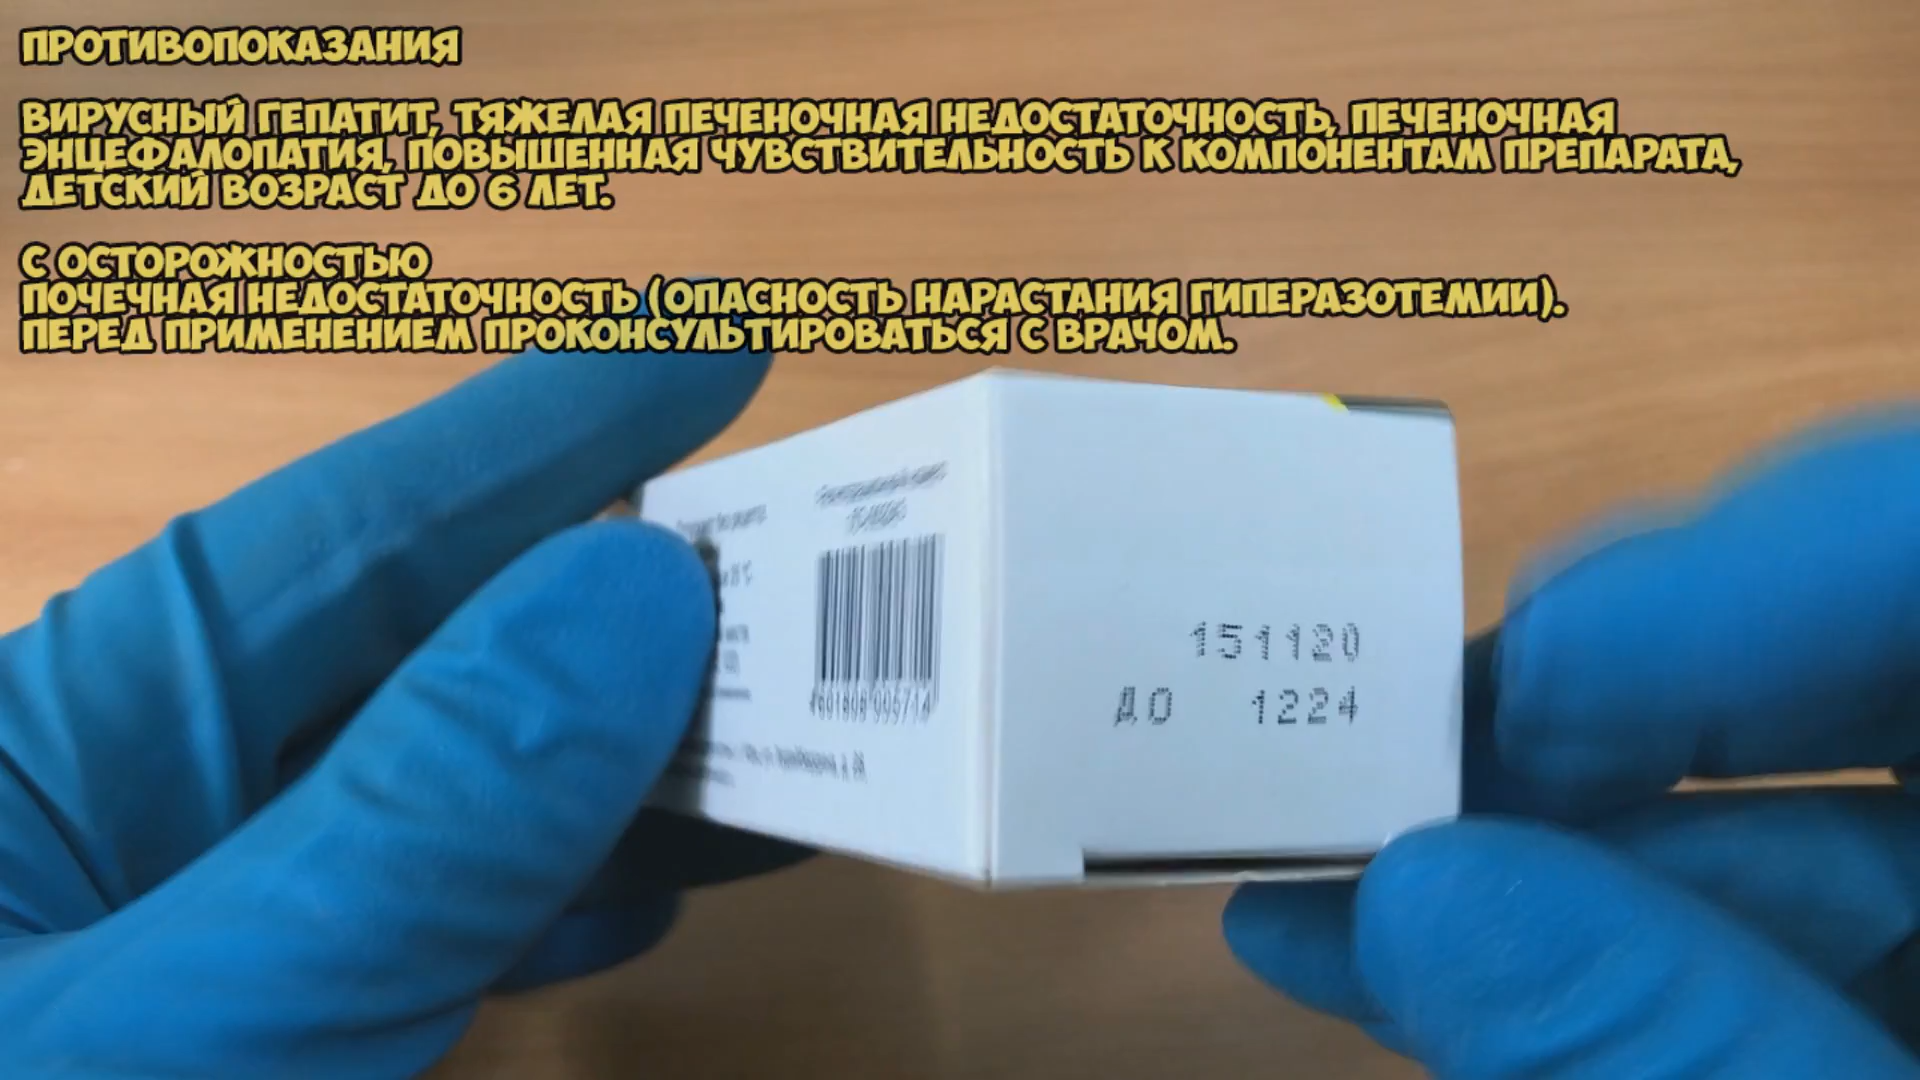 ПРОТИВОПОКАЗАНИЯ
ВИРУСНЫЙ ГЕПАТИТ, ТЯЖЕЛАЯ ПЕЧЕНОЧНАЯ НЕДОСТАТОЧНОСТЬ, ПЕЧЕНОЧНАЯ
ЭНЦЕФАЛОПАТИЯ, ПОВЫШЕННАЯ ЧУВСТВИТЕЛЬНОСТЬ К КОМПОНЕНТАМ ПРЕПАРАТА,
ДЕТСКИЙ ВОЗРАСТ ДО 6 ЛЕТ.
С ОСТОРОЖНОСТЬЮ
ПОЧЕЧНАЯ НЕДОСТАТОЧНОСТЬ (ОПАСНОСТЬ НАРАСТАНИЯ ГИПЕРАЗОТЕМИИ).
ПЕРЕД ПРИМЕНЕНИЕМ ПРОКОНСУЛЬТИРОВАТЬСЯ С ВРАЧОМ.
151120
ДО 1224